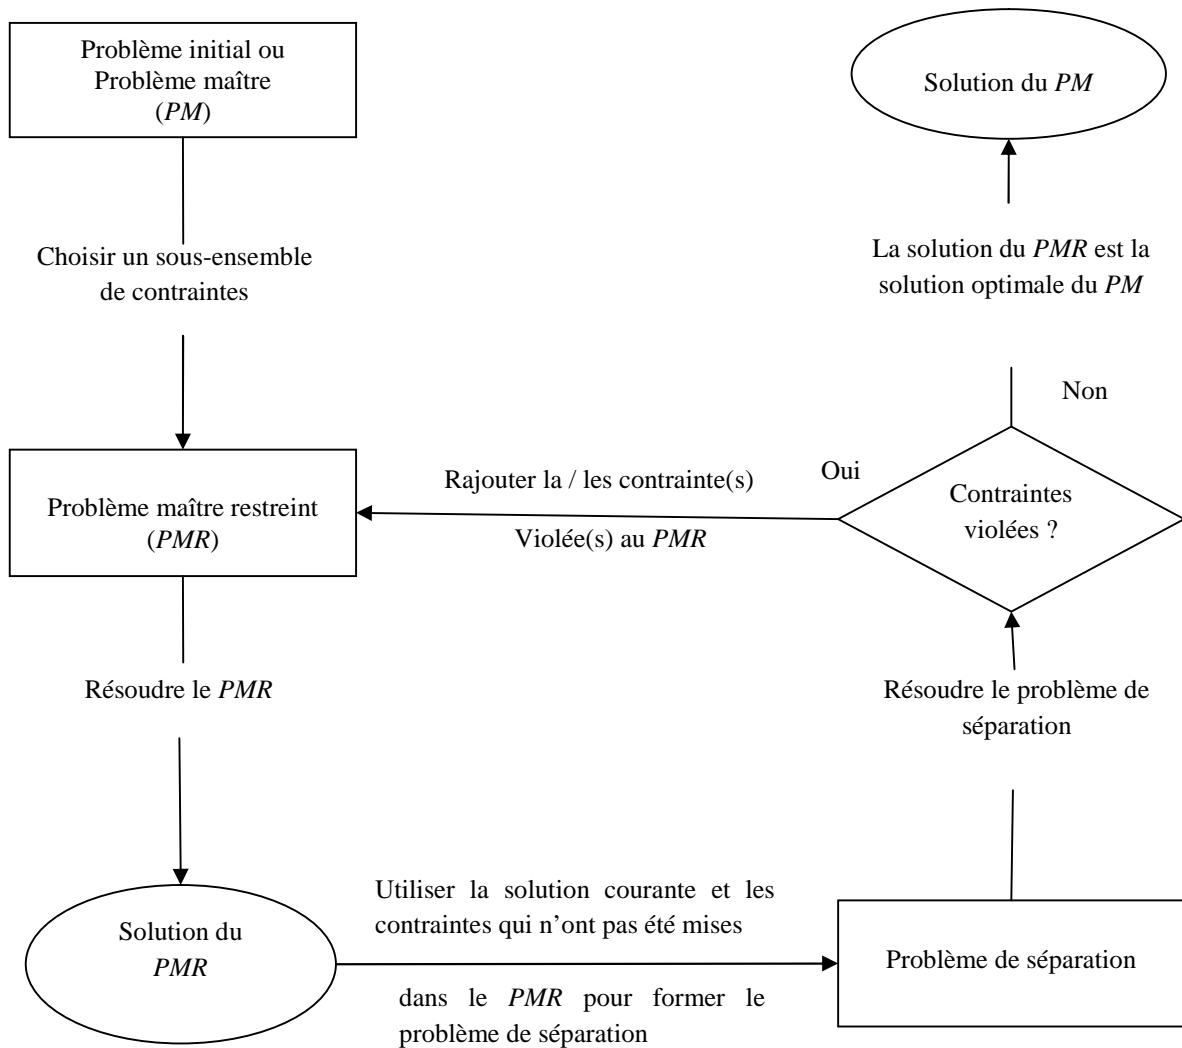 Problème initial ou
Problème maître
(PM)
Solution du PM
Choisir un sous-ensemble
de contraintes
La solution du PMR est la
solution optimale du PM
Non
Oui
Rajouter la / les contrainte(s)
Violée(s) au PMR
Contraintes
violées ?
Problème maître restreint
(PMR)
Résoudre le PMR
Résoudre le problème de
séparation
Solution du
PMR
Utiliser la solution courante et les
contraintes qui n’ont pas été mises
dans le PMR pour former le
problème de séparation
Problème de séparation